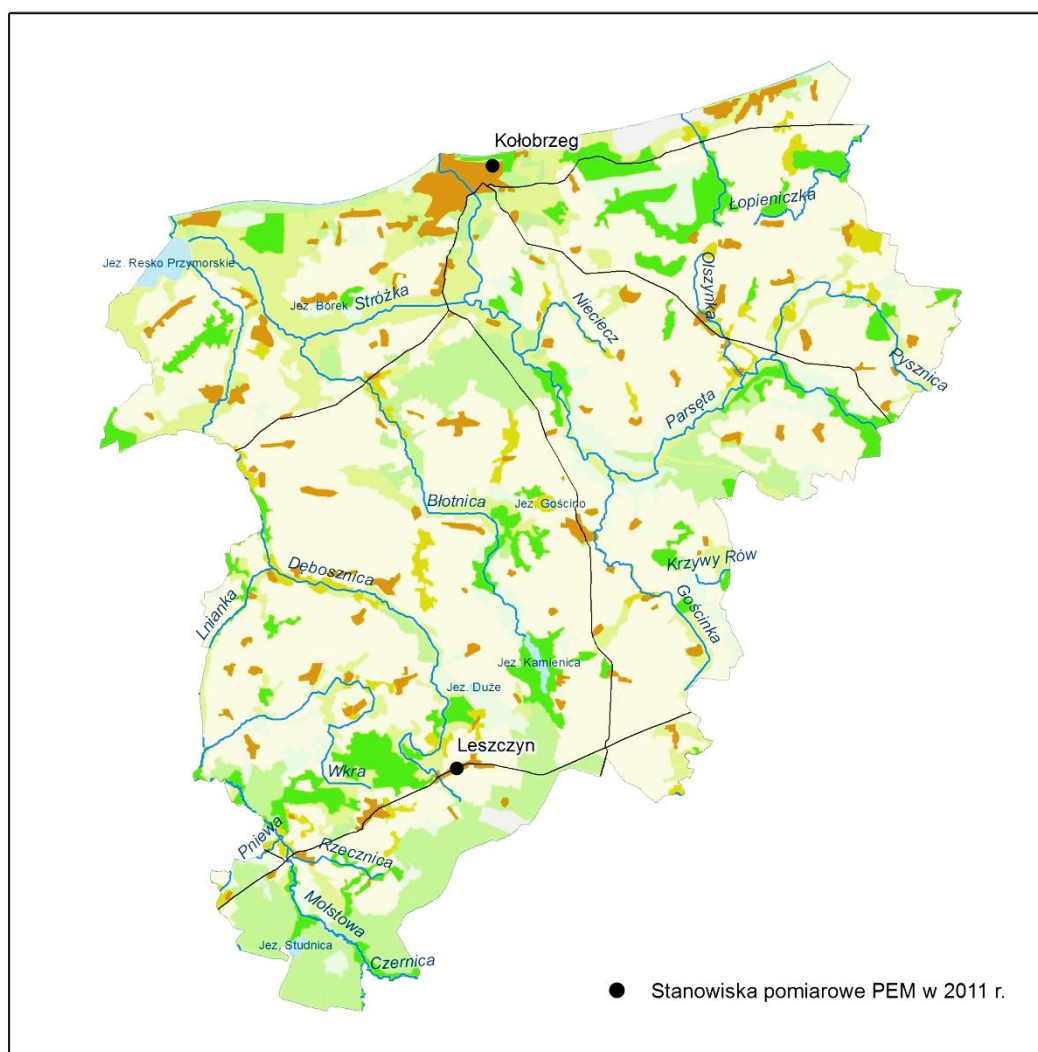 Kołobrzeg
Łopieniczka
Jez. Resko Przymorskie
Olszynka
Jez. Borek
Stróżka
Nieciecz
Pysznica
Parsęta
Błotnica
Jez. Gościno
Krzywy Rów
Dębosznica
Gościnka
Lnianka
Jez. Kamienica
Jez. Duże
Leszczyn
Wkra
Pniewa
Rzecznica
Mołstowa
Jez. Studnica
Czernica
Stanowiska pomiarowe PEM w 2011 r.